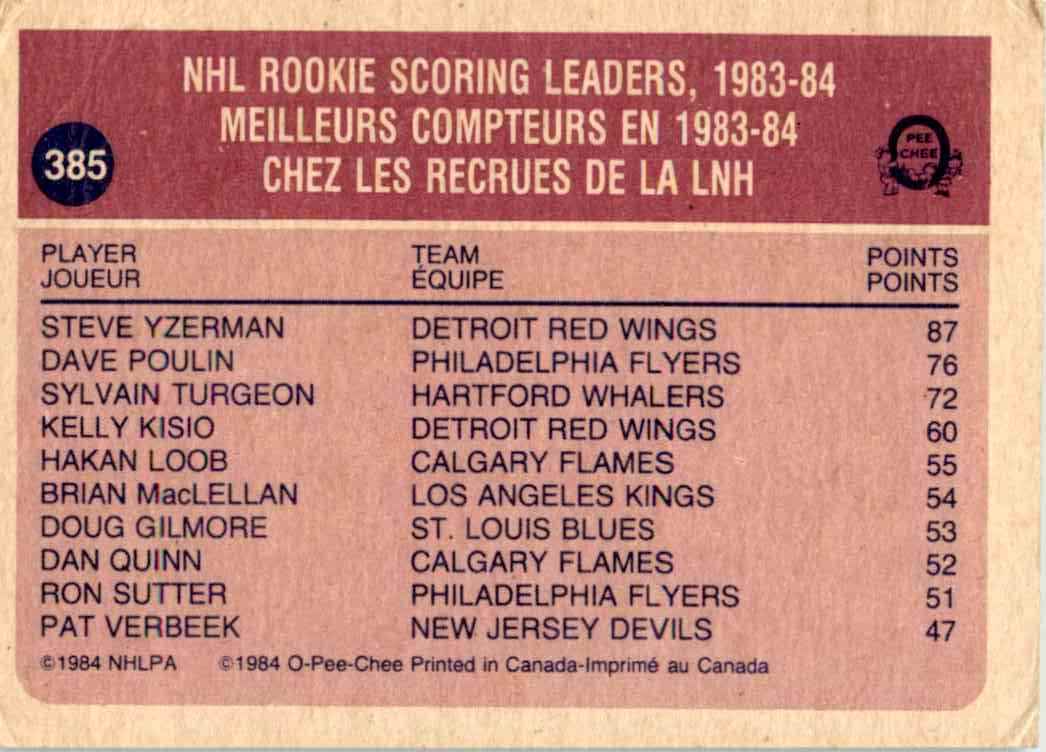 NHL ROOKIE SCORING LEADERS, 1983-84
MEILLEURS COMPTEURS EN 1983-84
CHEZ LES RECRUES DE LA LNH
385
OPEE CHEE
PLAYER TEAM POINTS
JOUEUR ÉQUIPE POINTS
STEVE YZERMAN DETROIT RED WINGS 87
DAVE POULIN PHILADELPHIA FLYERS 76
SYLVAIN TURGEON HARTFORD WHALERS 72
KELLY KISIO DETROIT RED WINGS 60
HAKAN LOOB CALGARY FLAMES 55
BRIAN MacLELLAN LOS ANGELES KINGS 54
DOUG GILMORE ST. LOUIS BLUES 53
DAN QUINN CALGARY FLAMES 52
RON SUTTER PHILADELPHIA FLYERS 51
PAT VERBEEK NEW JERSEY DEVILS 47
©1984 NHLPA ©1984 O-Pee-Chee Printed in Canada-Imprimé au Canada